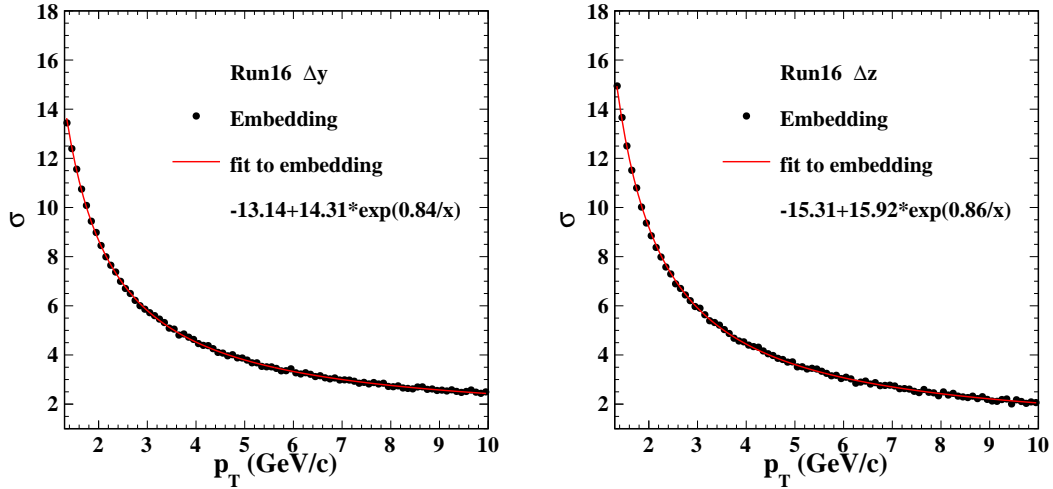 18
16
14
12
10
8
6
4
2
σ
Run16 Δy
Embedding
fit to embedding
-13.14+14.31*exp(0.84/x)
2 3 4 5 6 7 8 9 10
p_T (GeV/c)
18
16
14
12
10
8
6
4
2
σ
Run16 Δz
Embedding
fit to embedding
-15.31+15.92*exp(0.86/x)
2 3 4 5 6 7 8 9 10
p_T (GeV/c)